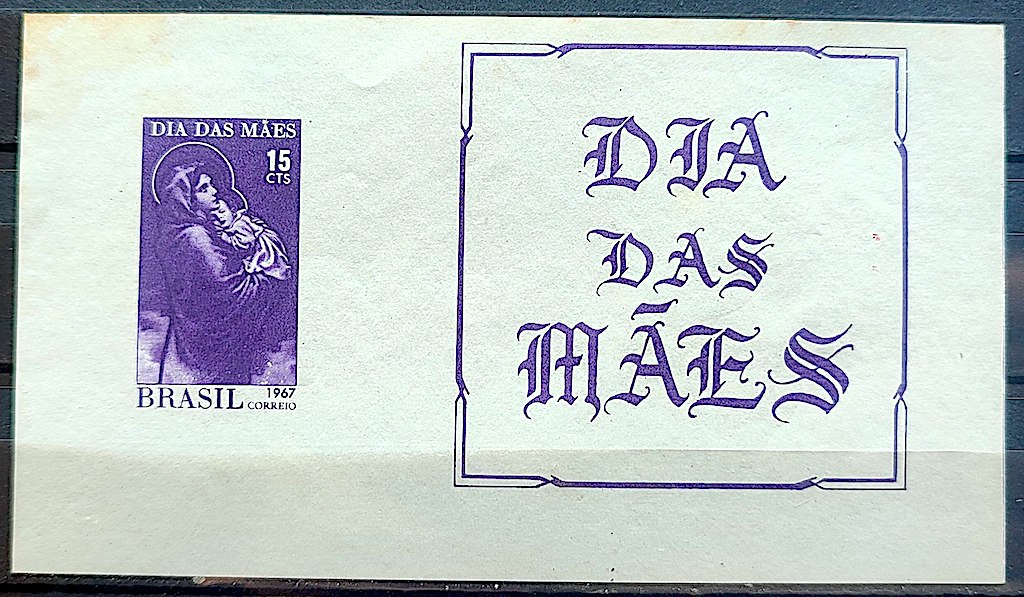 DIA DAS MÃES
15
CTS
BRASIL 1967
CORREIO
DIA
DAS
MÃES